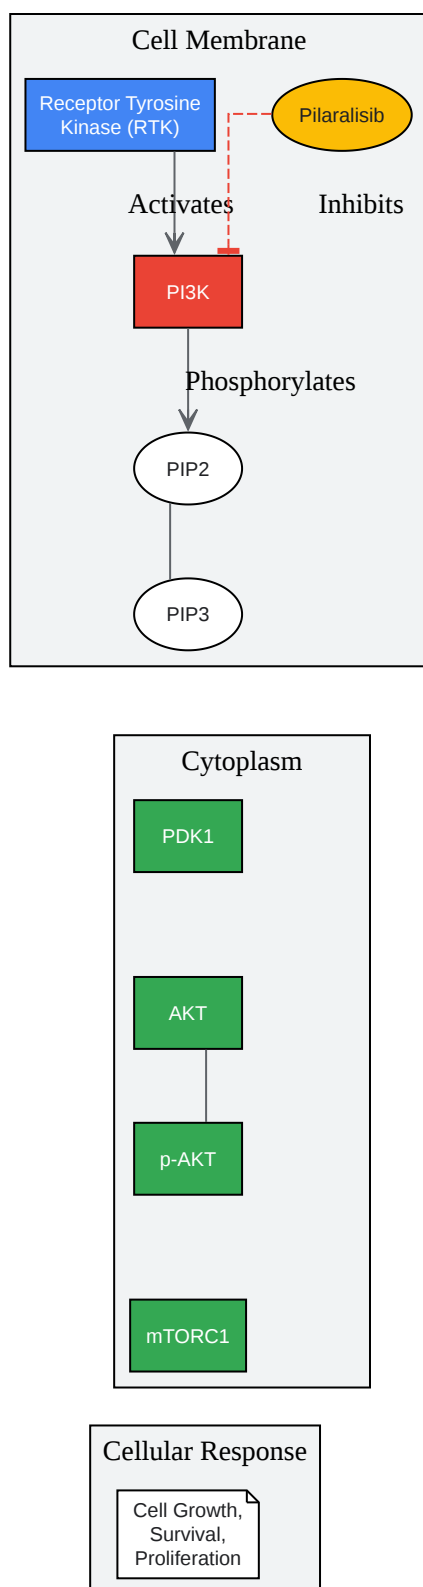 Cell Membrane
Receptor Tyrosine
Kinase (RTK)
Pilaralisib
Activates
Inhibits
PI3K
Phosphorylates
PIP2
PIP3
Cytoplasm
PDK1
AKT
p-AKT
mTORC1
Cellular Response
Cell Growth,
Survival,
Proliferation